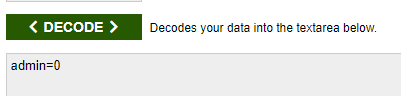 < DECODE > Decodes your data into the textarea below.
admin=0